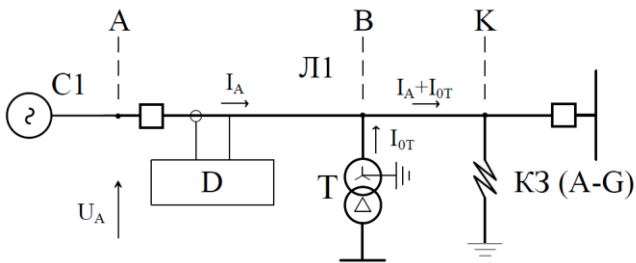 A B K
C1 Л1
I_A I_A+I_0T
I_0T
D T КЗ (A-G)
U_A